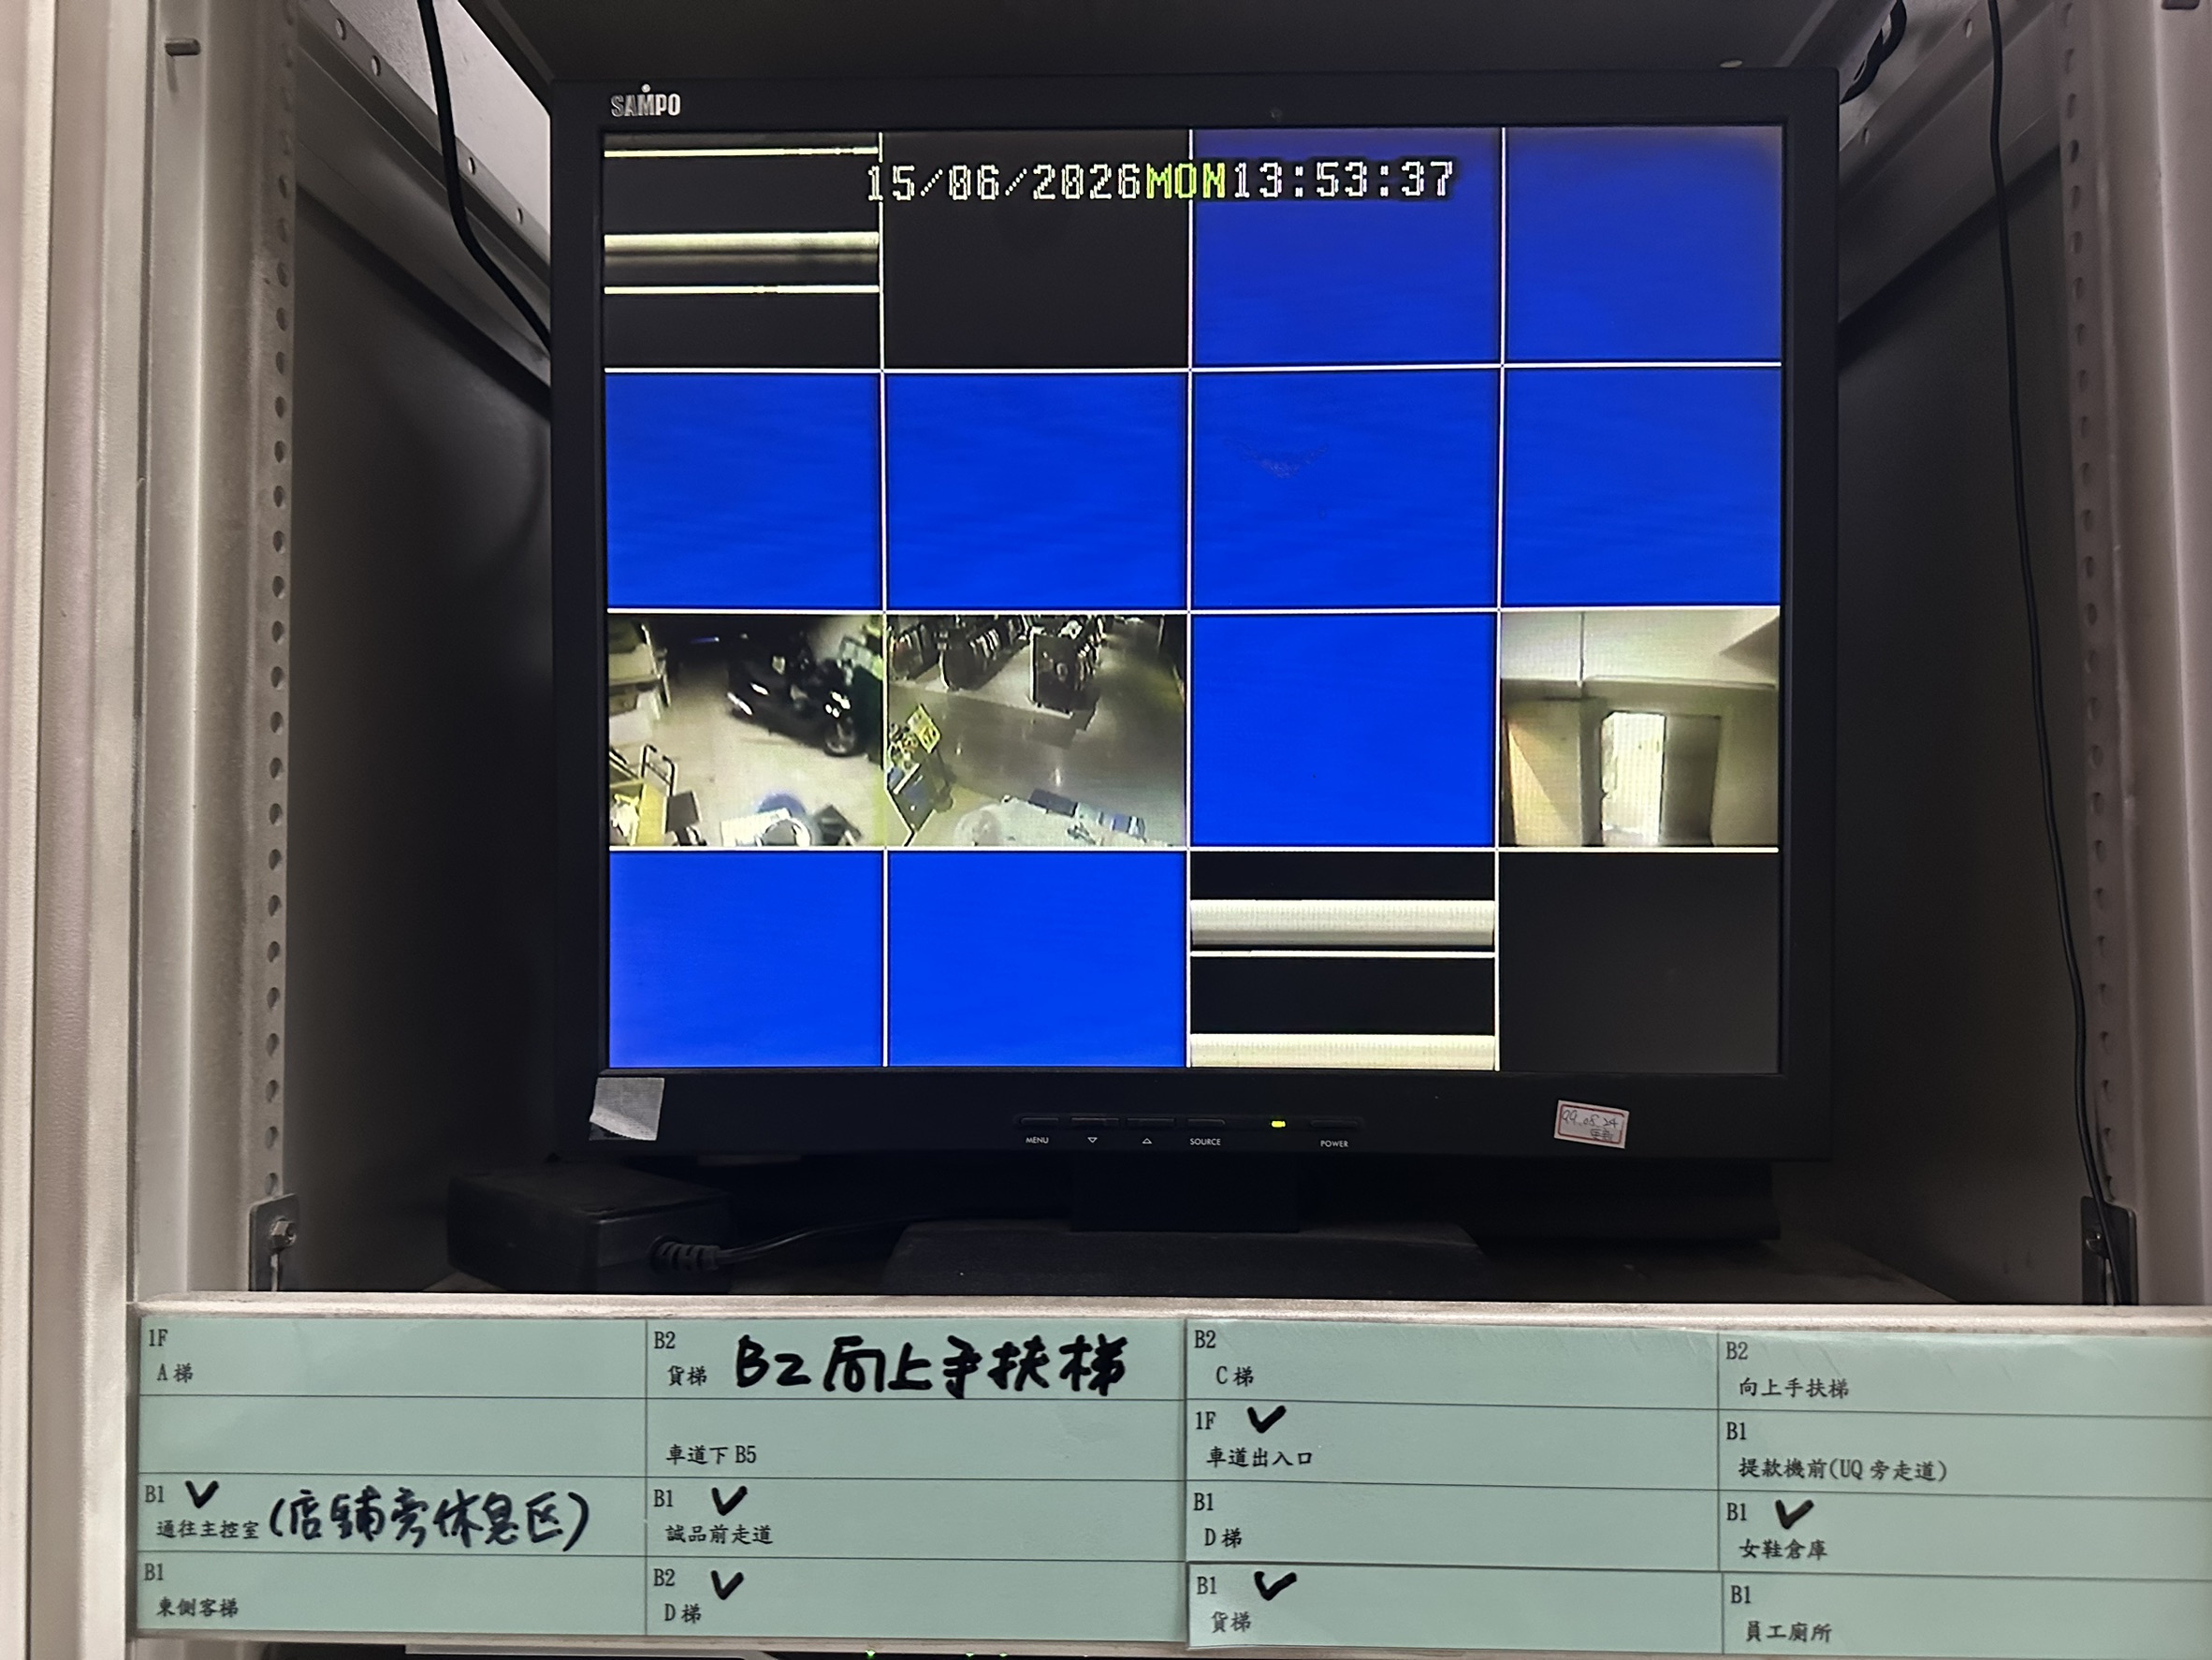 SAMPO
15/06/2026MON13:53:37
MENU
SOURCE
POWER
99.05.24
1F
A梯
B2
貨梯
B2向上手扶梯
B2
C梯
B2
向上手扶梯
車道下B5
1F ✓
車道出入口
B1
提款機前(UQ旁走道)
B1 ✓
通往主控室(店舖旁休息区)
B1 ✓
誠品前走道
B1
D梯
B1 ✓
女鞋倉庫
B1
東側客梯
B2 ✓
D梯
B1 ✓
貨梯
B1
員工廁所